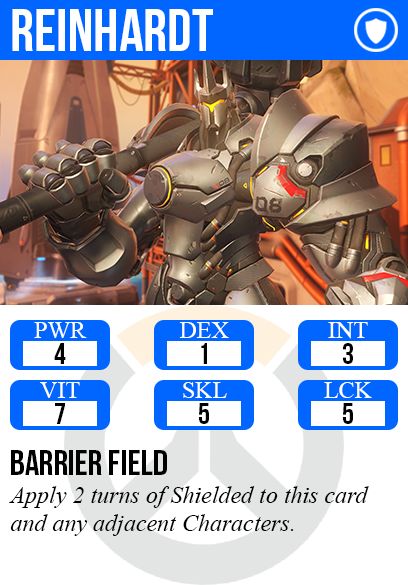 REINHARDT
08
PWR DEX INT
4 1 3
VIT SKL LCK
7 5 5
BARRIER FIELD
Apply 2 turns of Shielded to this card
and any adjacent Characters.